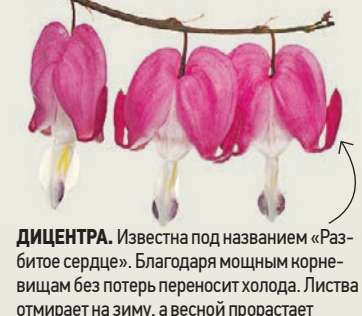 ДИЦЕНТРА. Известна под названием «Раз-
битое сердце». Благодаря мощным корне-
вищам без потерь переносит холода. Листва
отмирает на зиму, а весной прорастает